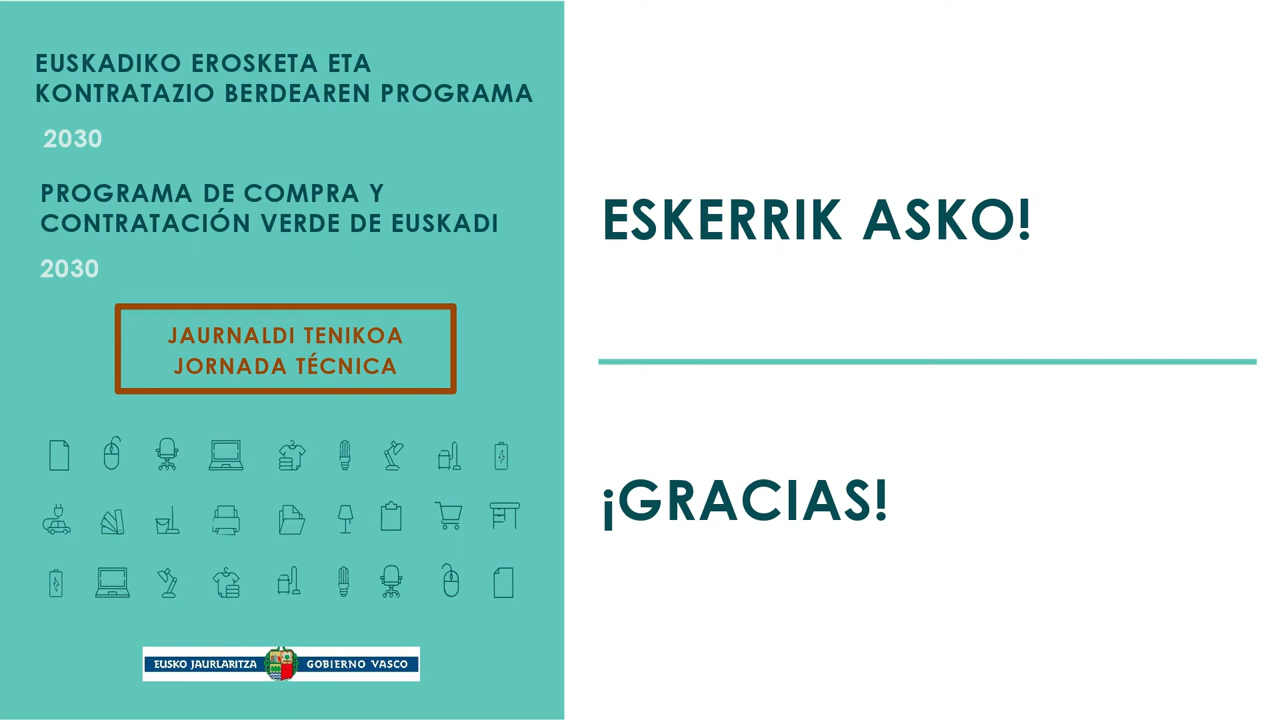 EUSKADIKO EROSKETA ETA
KONTRATAZIO BERDEAREN PROGRAMA
2030
PROGRAMA DE COMPRA Y
CONTRATACIÓN VERDE DE EUSKADI
2030
JAURNALDI TENIKOA
JORNADA TÉCNICA
EUSKO JAURLARITZA GOBIERNO VASCO
ESKERRIK ASKO!
¡GRACIAS!